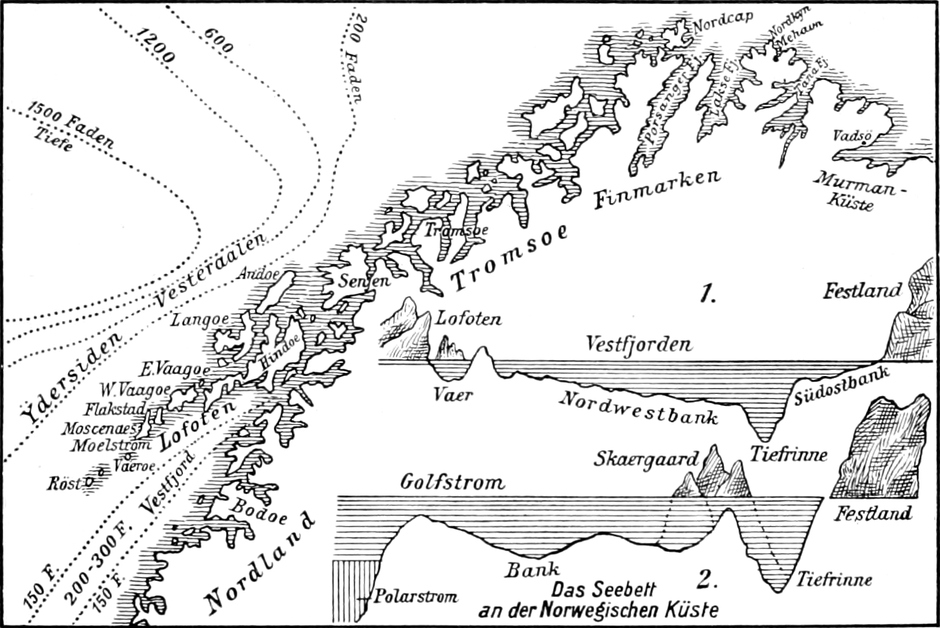 600
1200
200 Faden
1500 Faden
Tiefe
Nordcap
Nordkyn
Mehavn
Porsanger Fj.
Lakse Fj.
Tana Fj.
Vadsö
Murman-
Küste
Finmarken
Tromsoe
Tromsoe
Senjen
Vesteraalen
Andoe
Langoe
Hindoe
Ydersiden
E.Vaagoe
W.Vaagoe
Flakstad
Moscenaes
Moelstrom
Lofoten
Vaeroe
Röst
Vestfjord
Bodoe
Nordland
150 F.
200-300 F.
150 F.
1.
Festland
Lofoten
Vestfjorden
Vaer
Nordwestbank
Südostbank
Tiefrinne
Skaergaard
Golfstrom
Festland
Bank
2.
Tiefrinne
Polarstrom
Das Seebett
an der Norwegischen Küste